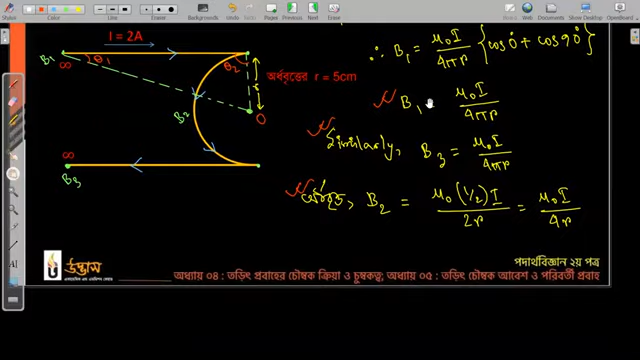 I = 2A
∴ B₁ = μ₀I/4πr {cos0° + cos90°}
B₁
∞
θ₁
θ₂
r
অর্ধবৃত্তের r = 5cm
B₁ = μ₀I/4πr
B₂
O
Similarly, B₃ = μ₀I/4πr
∞
B₃
B₂ = μ₀(1/2)I/2r = μ₀I/4r
উদ্ভাস
পদার্থবিজ্ঞান ২য় পত্র
অধ্যায় ০৪ : তড়িৎ প্রবাহের চৌম্বক ক্রিয়া ও চুম্বকত্ব; অধ্যায় ০৫ : তড়িৎ চৌম্বক আবেশ ও পরিবর্তী প্রবাহ